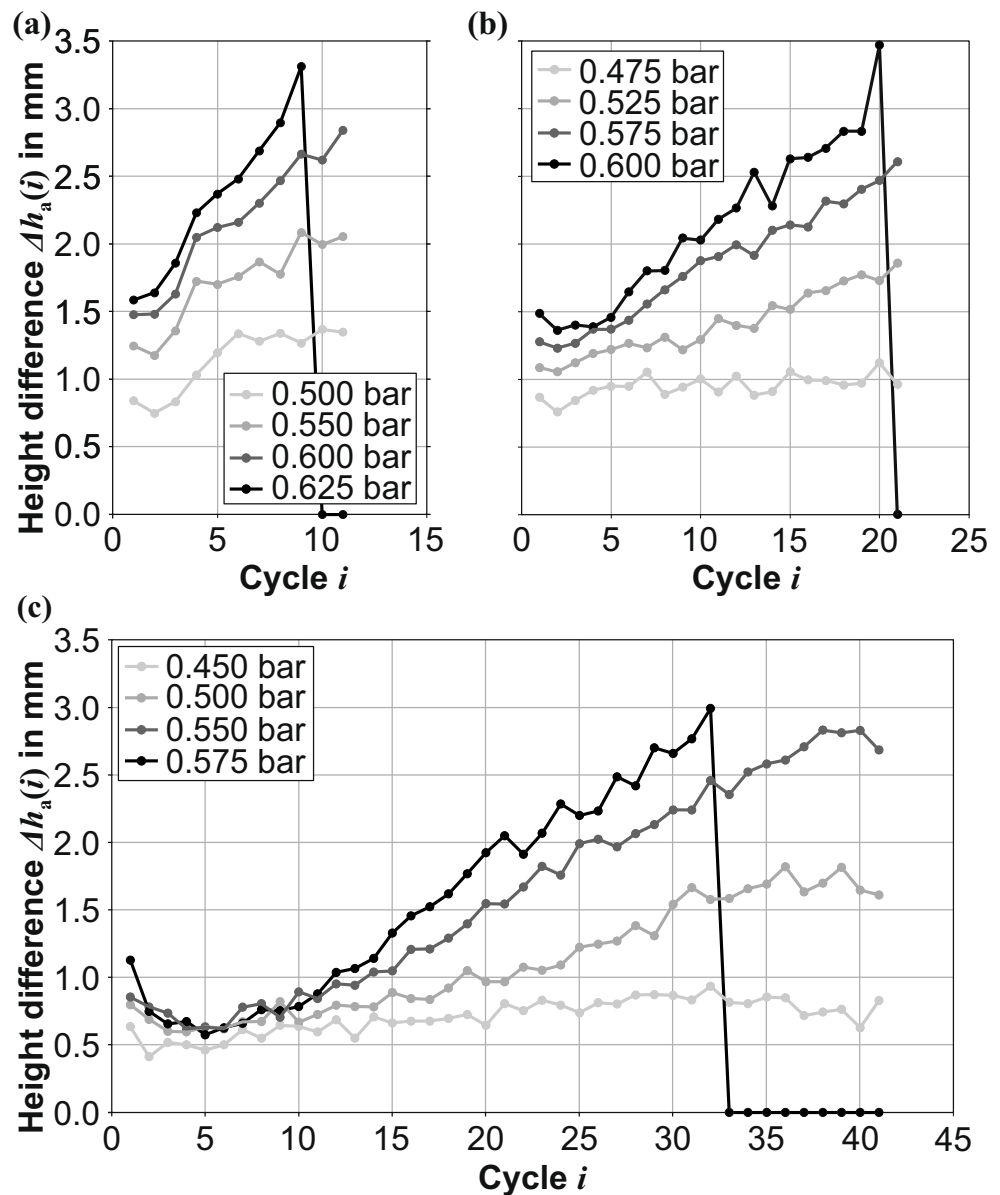 (a)
Height difference Δhₐ(i) in mm
3.5
3.0
2.5
2.0
1.5
1.0
0.5
0.0
0.500 bar
0.550 bar
0.600 bar
0.625 bar
0 5 10 15
Cycle i
(b)
0.475 bar
0.525 bar
0.575 bar
0.600 bar
0 5 10 15 20 25
Cycle i
(c)
Height difference Δhₐ(i) in mm
3.5
3.0
2.5
2.0
1.5
1.0
0.5
0.0
0.450 bar
0.500 bar
0.550 bar
0.575 bar
0 5 10 15 20 25 30 35 40 45
Cycle i